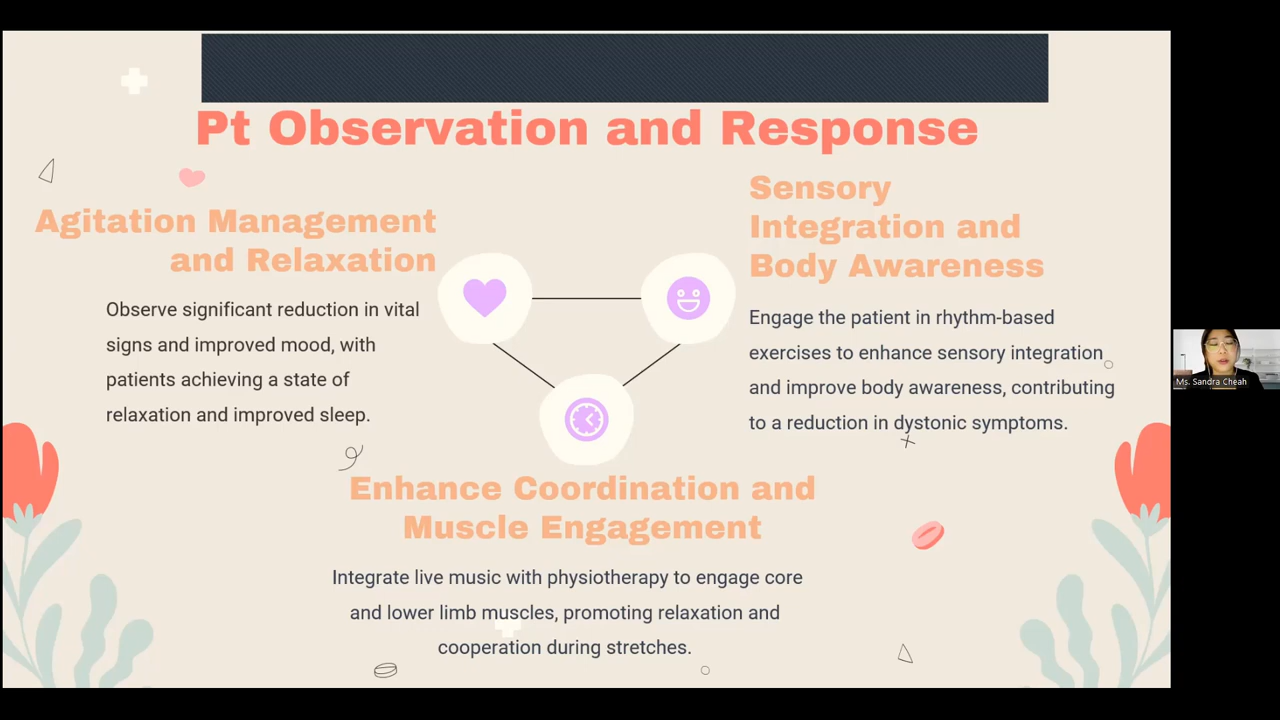 Pt Observation and Response
Agitation Management
and Relaxation
Observe significant reduction in vital
signs and improved mood, with
patients achieving a state of
relaxation and improved sleep.
Sensory
Integration and
Body Awareness
Engage the patient in rhythm-based
exercises to enhance sensory integration
and improve body awareness, contributing
to a reduction in dystonic symptoms.
Enhance Coordination and
Muscle Engagement
Integrate live music with physiotherapy to engage core
and lower limb muscles, promoting relaxation and
cooperation during stretches.
Ms. Sandra Cheah